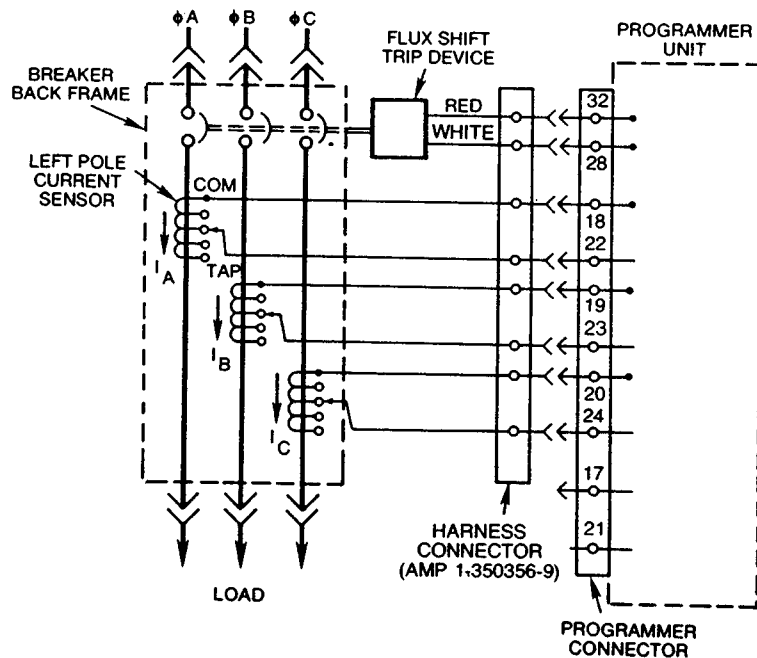 φA
φB
φC
BREAKER
BACK FRAME
FLUX SHIFT
TRIP DEVICE
PROGRAMMER
UNIT
RED
WHITE
32
28
LEFT POLE
CURRENT
SENSOR
COM
TAP
I A
I B
I C
18
22
19
23
20
24
17
21
LOAD
HARNESS
CONNECTOR
(AMP 1-350356-9)
PROGRAMMER
CONNECTOR